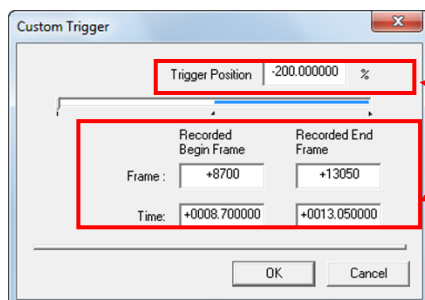 Custom Trigger
Trigger Position -200.000000 %
Recorded Begin Frame
Recorded End Frame
Frame : +8700 +13050
Time: +0008.700000 +0013.050000
OK Cancel